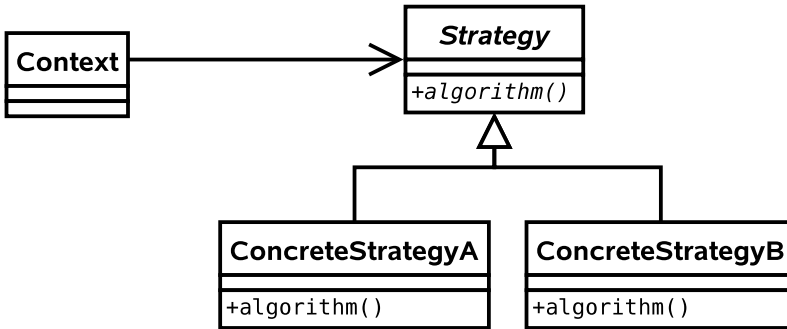 Strategy
Context
+algorithm()
ConcreteStrategyA
ConcreteStrategyB
+algorithm()
+algorithm()